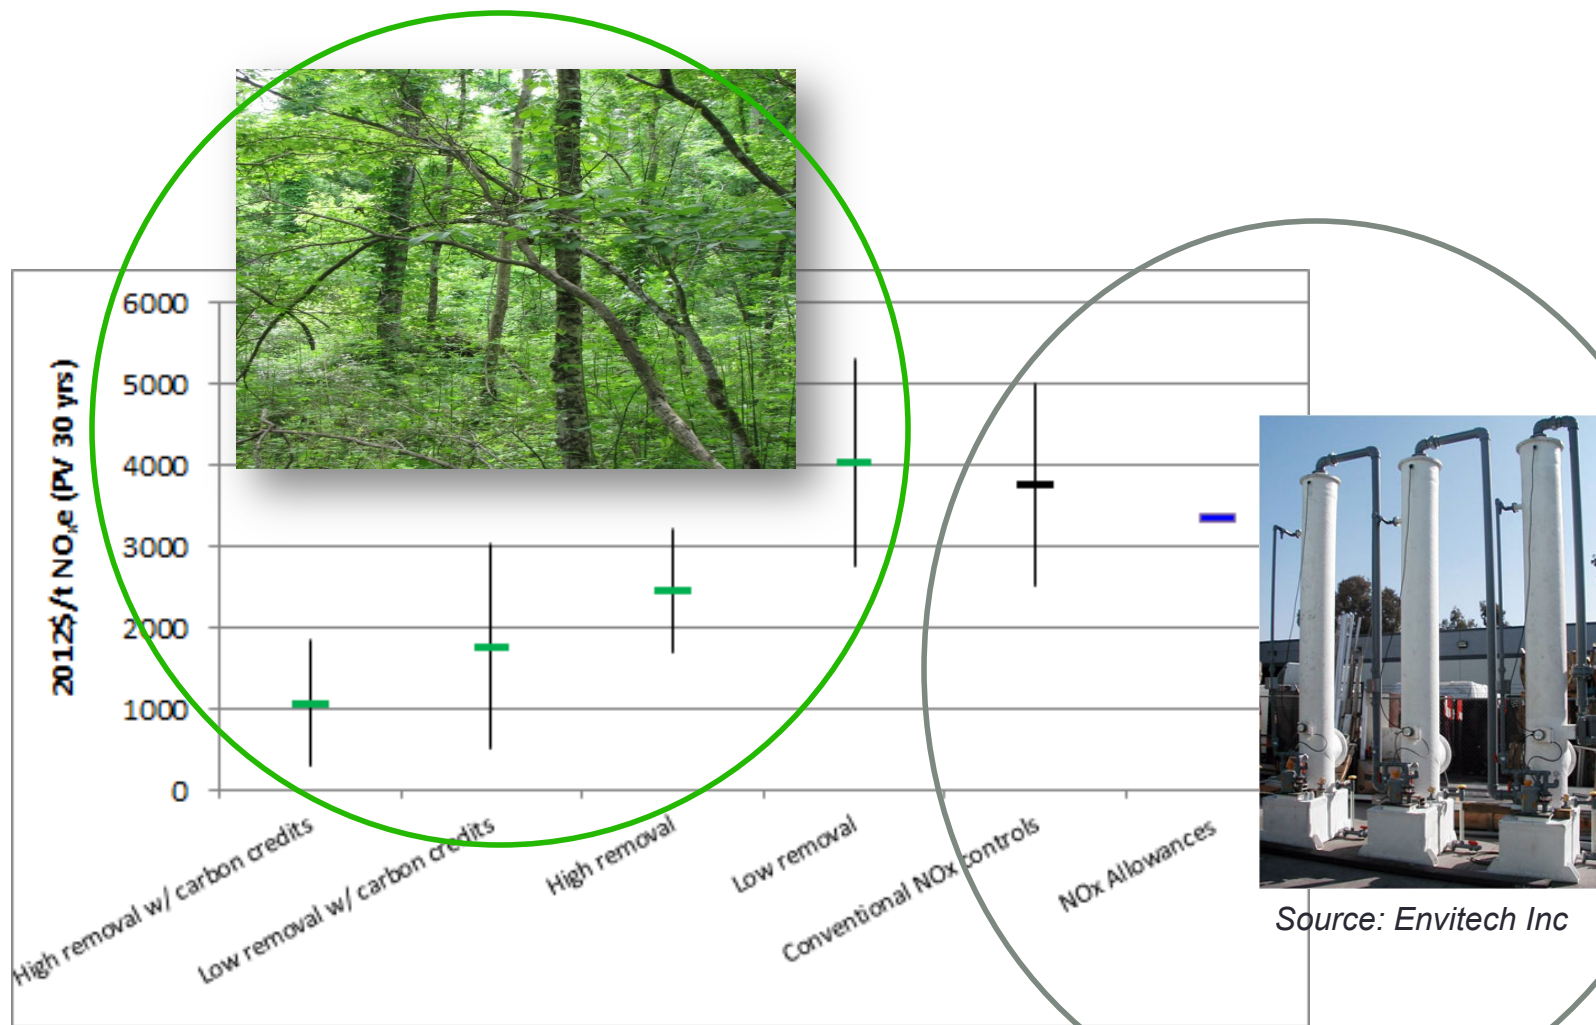 6000
5000
4000
3000
2000
1000
0
2012$/t NOxe (PV 30 yrs)
High removal w/ carbon credits
Low removal w/ carbon credits
High removal
Low removal
Conventional NOx controls
NOx Allowances
Source: Envitech Inc